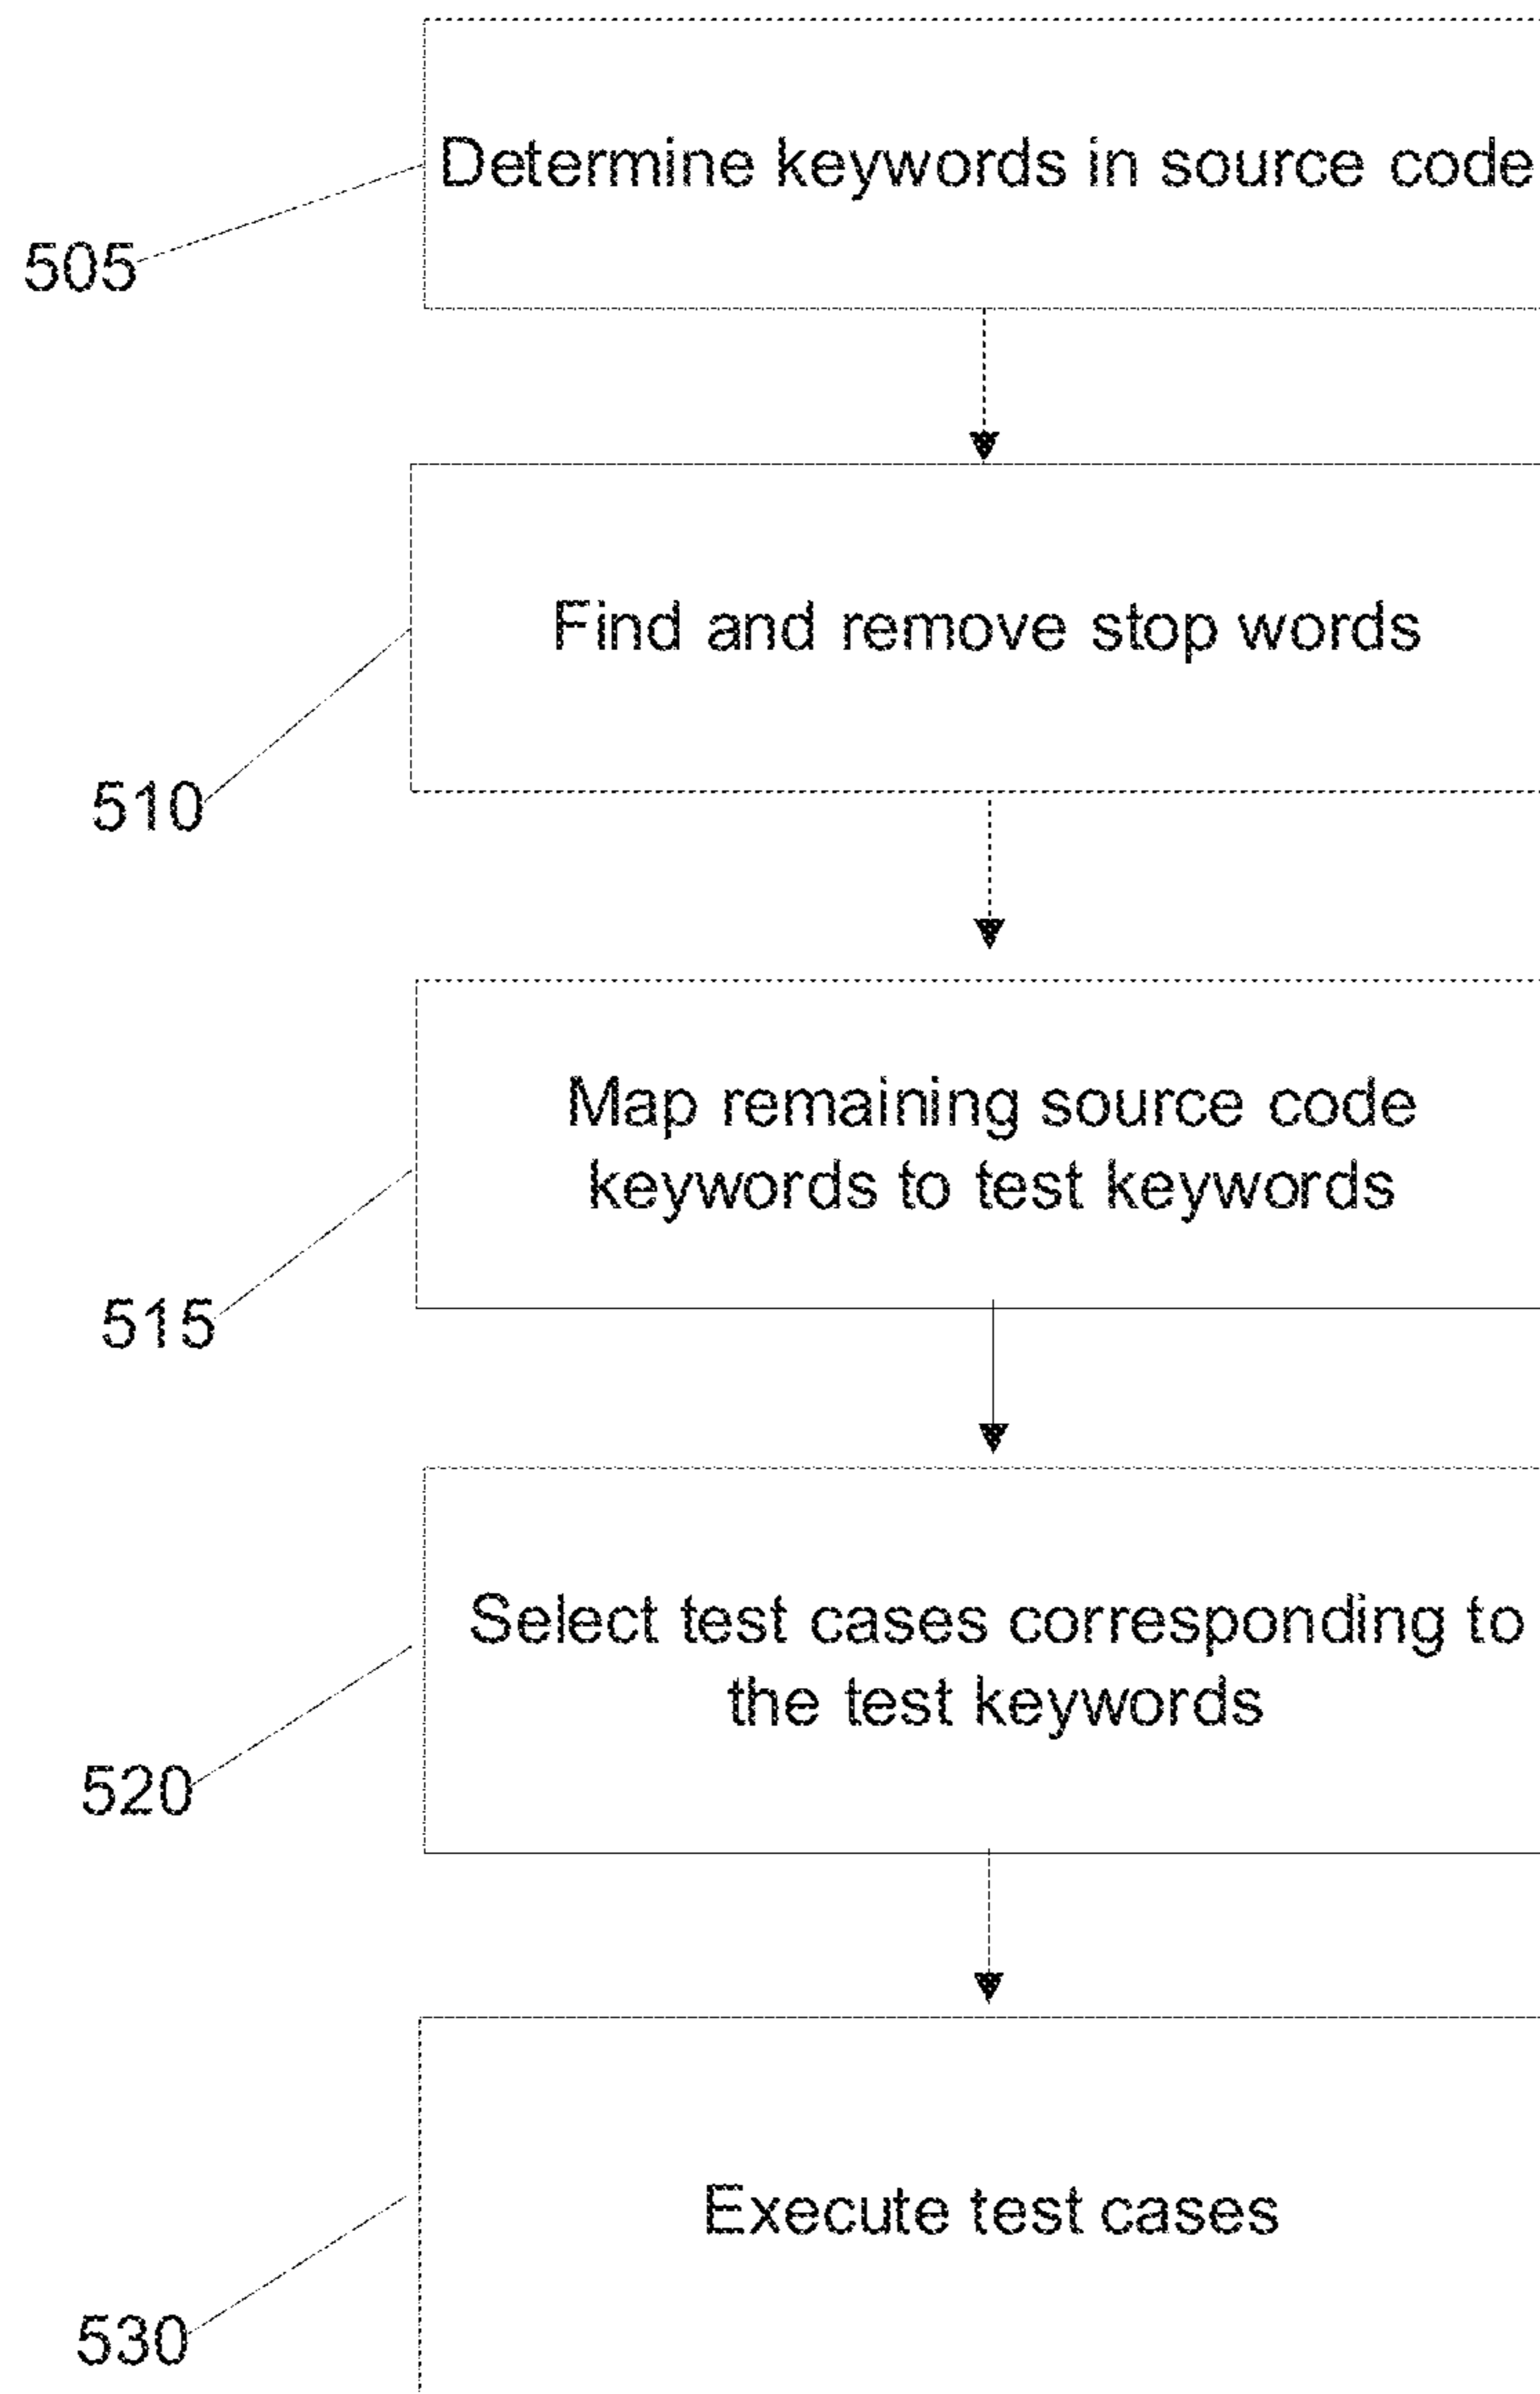 Determine keywords in source code
505
Find and remove stop words
510
Map remaining source code
keywords to test keywords
515
Select test cases corresponding to
the test keywords
520
Execute test cases
530